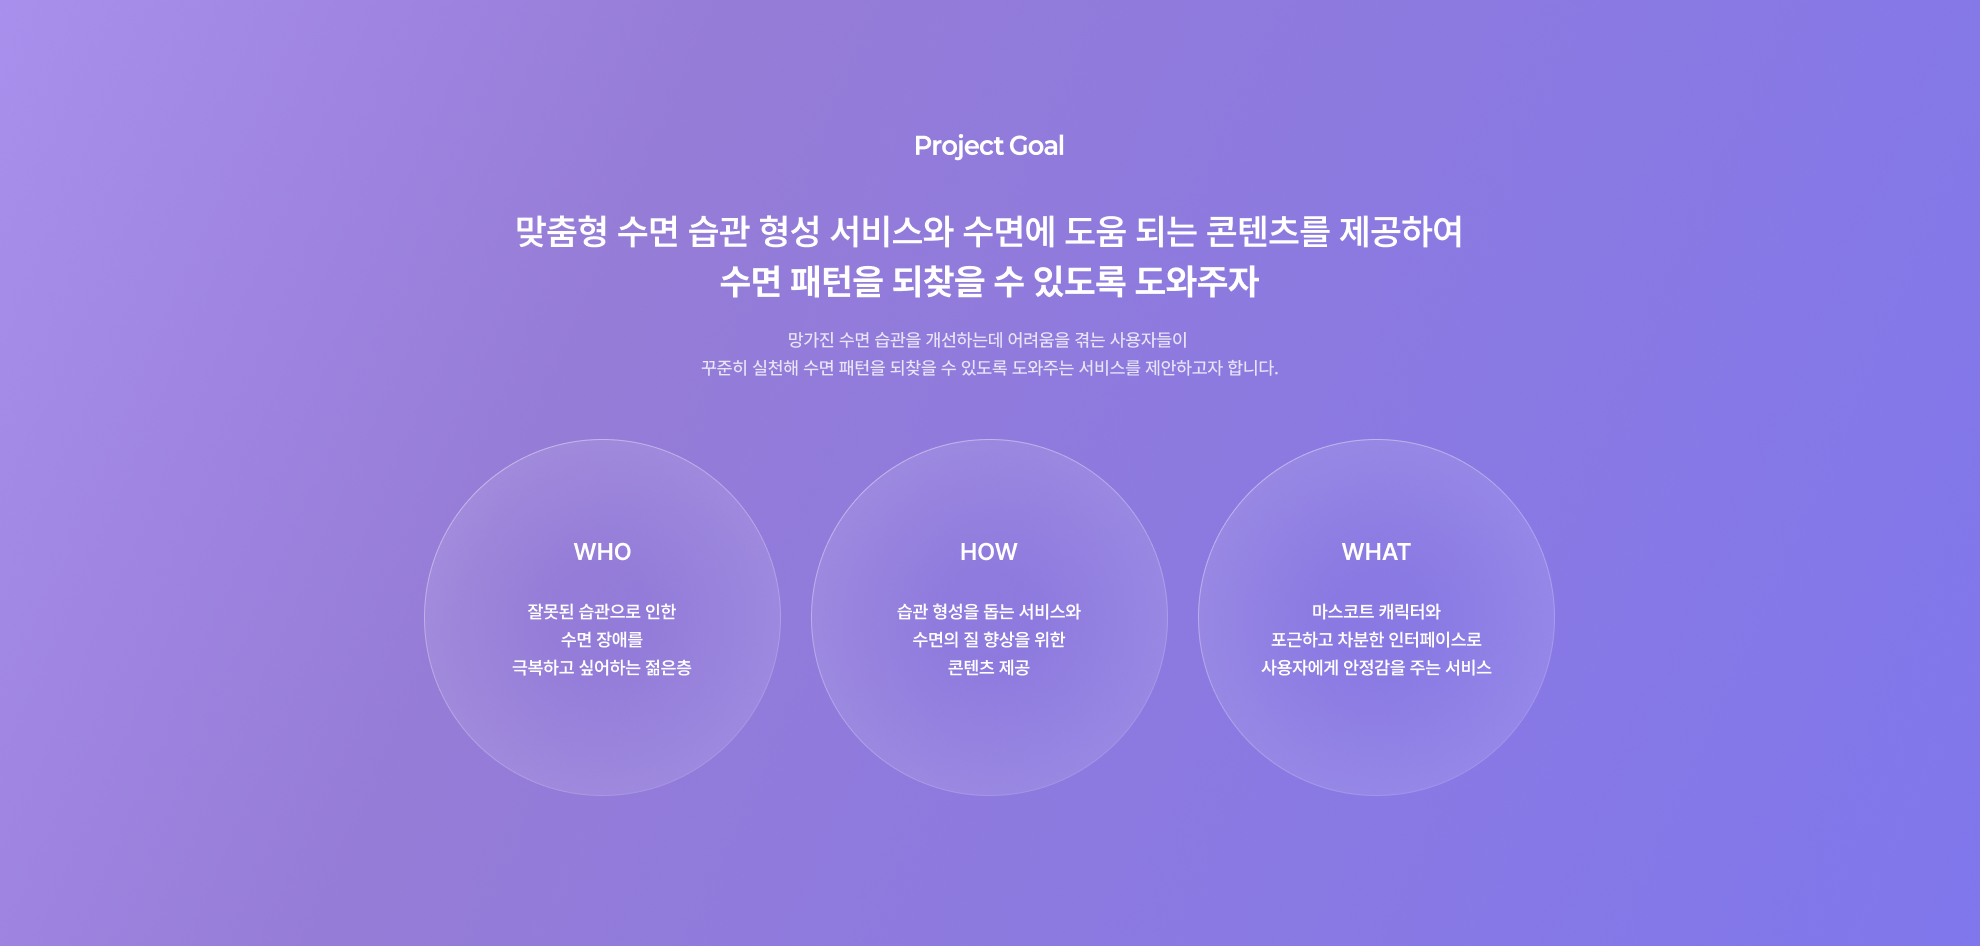 Project Goal
맞춤형 수면 습관 형성 서비스와 수면에 도움 되는 콘텐츠를 제공하여
수면 패턴을 되찾을 수 있도록 도와주자
망가진 수면 습관을 개선하는데 어려움을 겪는 사용자들이
꾸준히 실천해 수면 패턴을 되찾을 수 있도록 도와주는 서비스를 제안하고자 합니다.
WHO
잘못된 습관으로 인한
수면 장애를
극복하고 싶어하는 젊은층
HOW
습관 형성을 돕는 서비스와
수면의 질 향상을 위한
콘텐츠 제공
WHAT
마스코트 캐릭터와
포근하고 차분한 인터페이스로
사용자에게 안정감을 주는 서비스